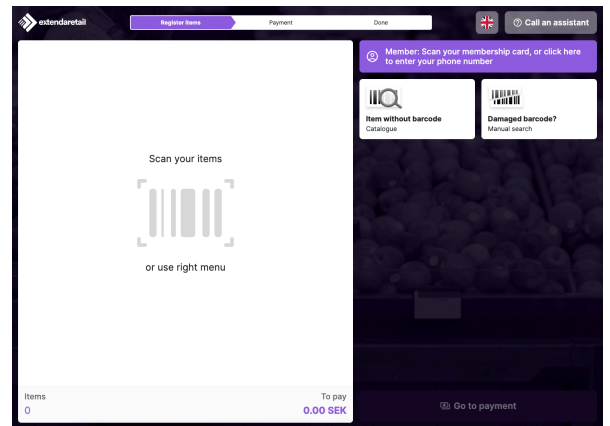 extendaretail
Register Items
Payment
Done
Call an assistant
Member: Scan your membership card, or click here
to enter your phone number
Item without barcode
Catalogue
Damaged barcode?
Manual search
Scan your items
or use right menu
Items
0
To pay
0.00 SEK
Go to payment